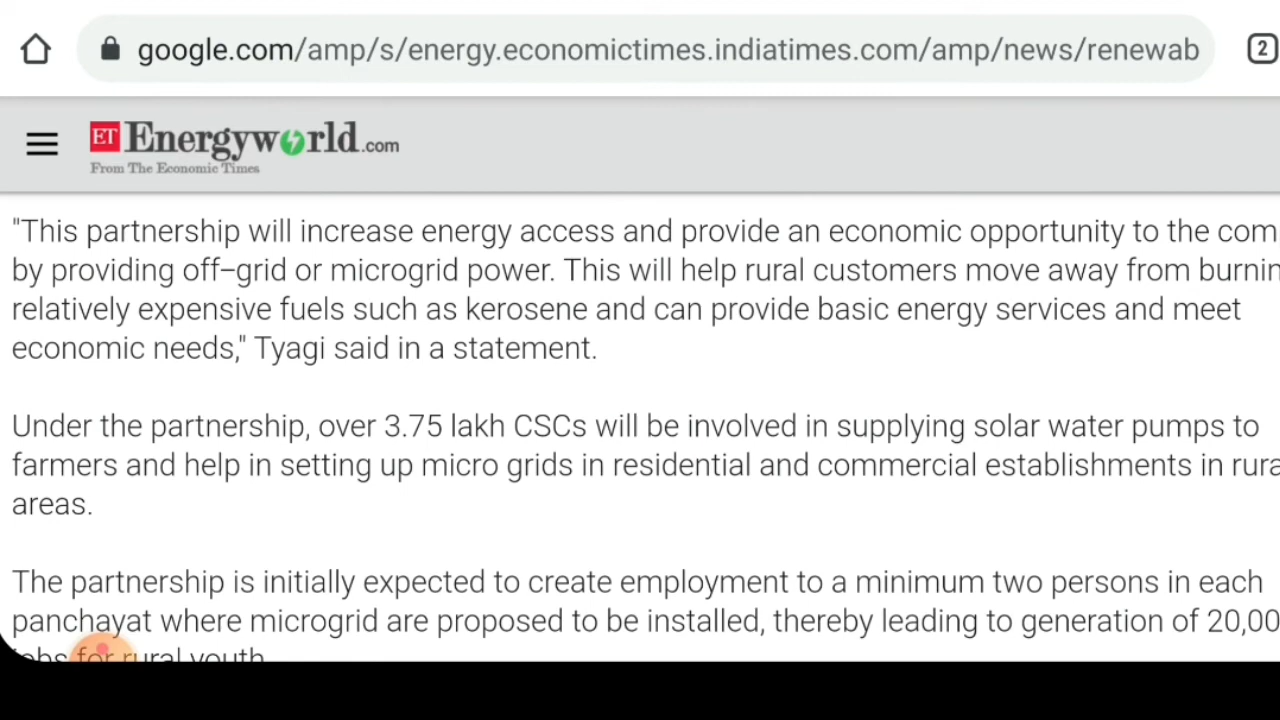 google.com/amp/s/energy.economictimes.indiatimes.com/amp/news/renewab
2
ET Energyworld.com
From The Economic Times
"This partnership will increase energy access and provide an economic opportunity to the com
by providing off-grid or microgrid power. This will help rural customers move away from burnin
relatively expensive fuels such as kerosene and can provide basic energy services and meet
economic needs," Tyagi said in a statement.
Under the partnership, over 3.75 lakh CSCs will be involved in supplying solar water pumps to
farmers and help in setting up micro grids in residential and commercial establishments in rura
areas.
The partnership is initially expected to create employment to a minimum two persons in each
panchayat where microgrid are proposed to be installed, thereby leading to generation of 20,00
jobs for rural youth